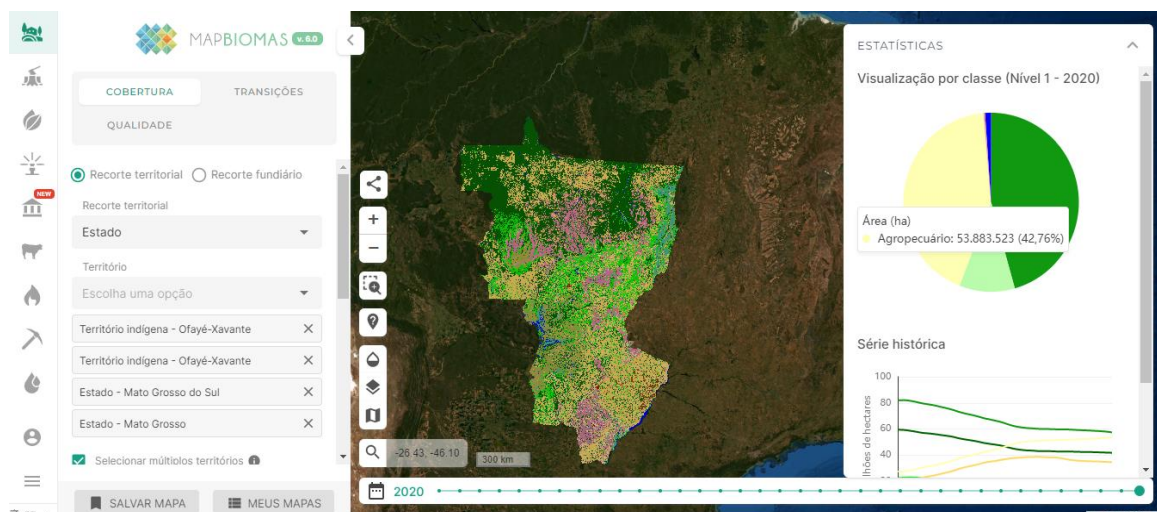 MAPBIOMAS v. 6.0
COBERTURA
TRANSIÇÕES
QUALIDADE
NEW
Recorte territorial
Recorte fundiário
Recorte territorial
Estado
Território
Escolha uma opção
Território indígena - Ofayé-Xavante
Território indígena - Ofayé-Xavante
Estado - Mato Grosso do Sul
Estado - Mato Grosso
Selecionar múltiolos territórios
SALVAR MAPA
MEUS MAPAS
-26.43, -46.10
300 km
2020
ESTATÍSTICAS
Visualização por classe (Nível 1 - 2020)
Área (ha)
Agropecuário: 53.883.523 (42,76%)
Série histórica
100
80
60
40
lhões de hectares